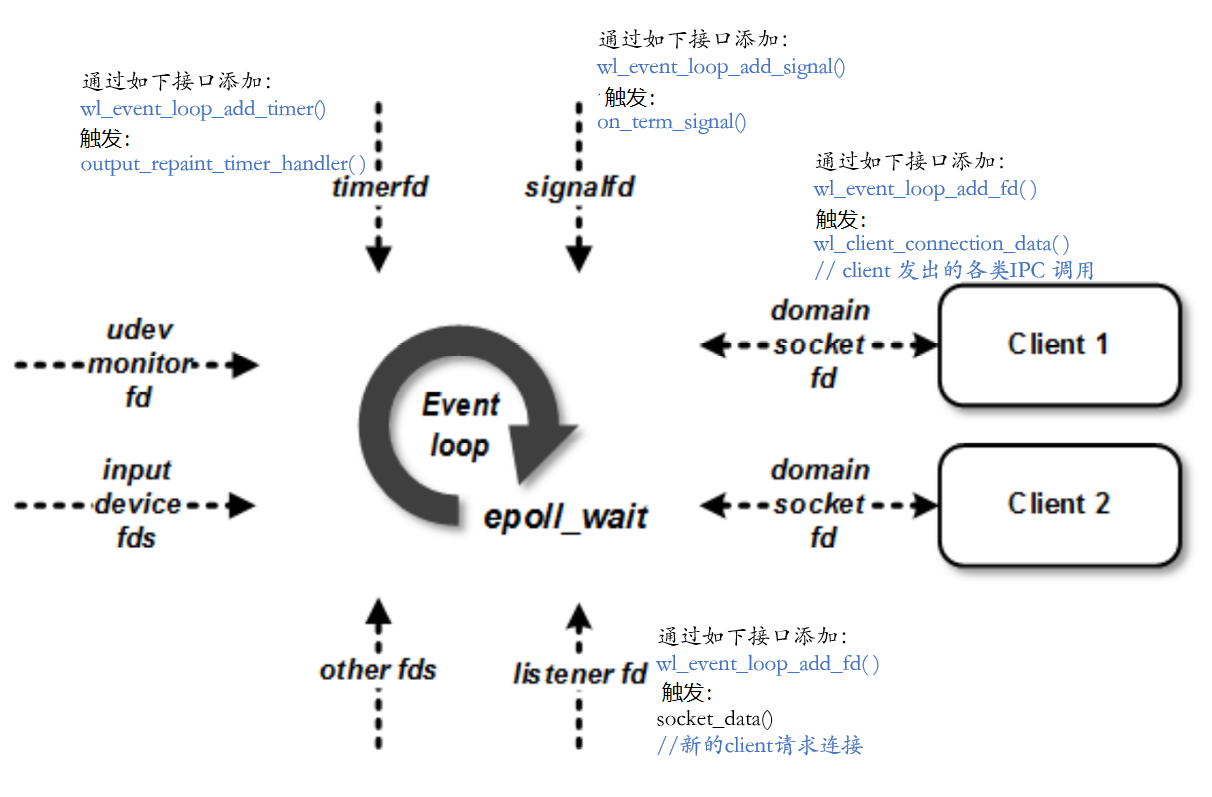 通过如下接口添加：
wl_event_loop_add_signal()
触发：
on_term_signal()
通过如下接口添加：
wl_event_loop_add_timer()
触发：
output_repaint_timer_handler( )
timerfd
signalfd
通过如下接口添加：
wl_event_loop_add_fd( )
触发：
wl_client_connection_data( )
// client 发出的各类IPC 调用
udev
monitor
fd
domain
socket
fd
Client 1
Event
loop
input
device
fds
epoll_wait
domain
socket
fd
Client 2
other fds
listener fd
通过如下接口添加：
wl_event_loop_add_fd( )
触发：
socket_data()
//新的client请求连接